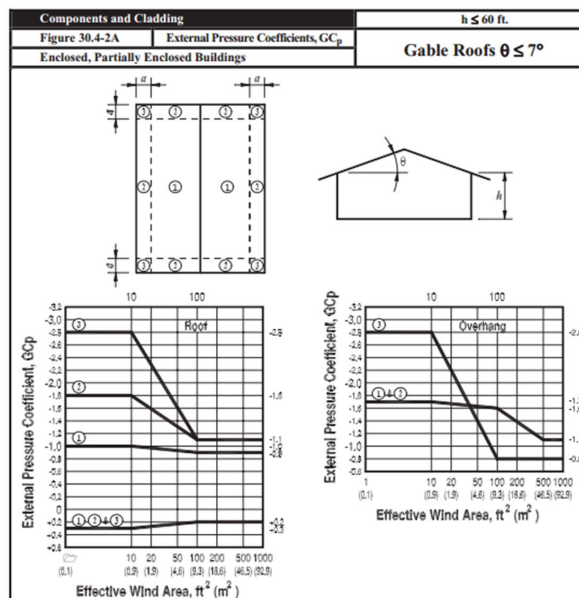 Components and Cladding
h ≤ 60 ft.
Figure 30.4-2A
External Pressure Coefficients, GCp
Gable Roofs θ ≤ 7°
Enclosed, Partially Enclosed Buildings
a a
③ ② ② ③
a
② ① ① ②
a
③ ② ② ③
θ
h
10 100
Roof
External Pressure Coefficient, GCp
-3.2
-3.0
-2.8
-2.6
-2.4
-2.2
-2.0
-1.8
-1.6
-1.4
-1.2
-1.0
-0.8
-0.6
-0.4
-0.2
0
+0.2
+0.4
+0.6
③
②
①
-1.1
+0.2
+0.3
10 20 50 100 200 500 1000
(0.1) (0.9) (1.9) (4.6) (9.3) (18.6) (46.5) (92.9)
Effective Wind Area, ft² (m²)
10 100
Overhang
External Pressure Coefficient, GCp
-3.2
-3.0
-2.8
-2.6
-2.4
-2.2
-2.0
-1.8
-1.6
-1.4
-1.2
-1.0
-0.8
-0.6
-0.4
-0.2
0
③
① & ②
-1.1
1 10 20 50 100 200 500 1000
(0.1) (0.9) (1.9) (4.6) (9.3) (18.6) (46.5) (92.9)
Effective Wind Area, ft² (m²)